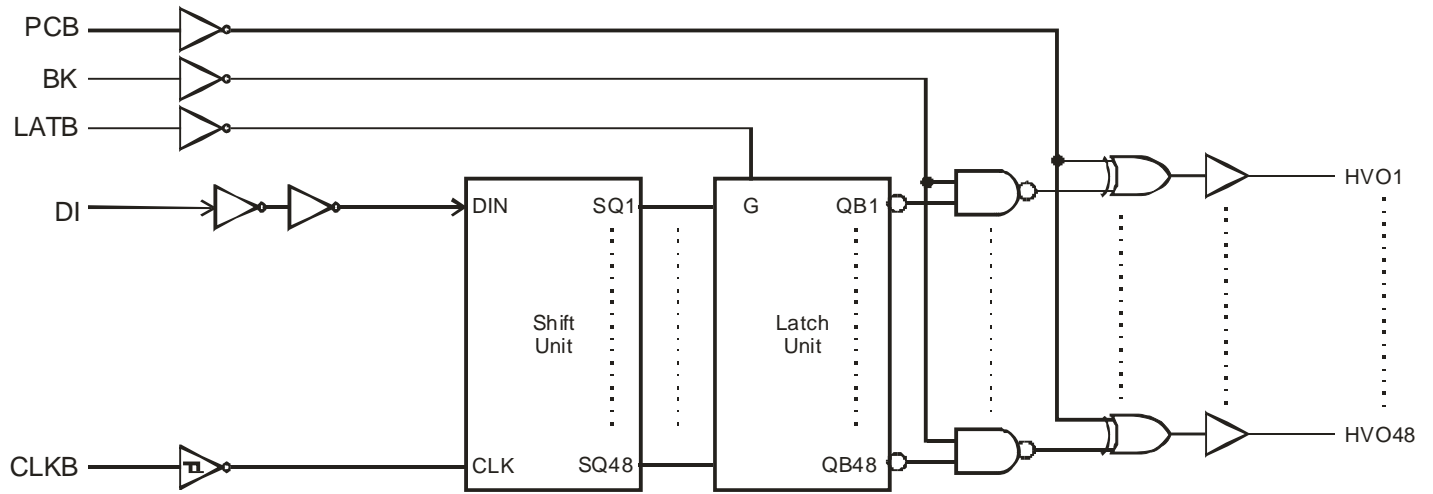 PCB
BK
LATB
DI
CLKB
DIN
SQ1
G
QB1
HVO1
Shift
Unit
Latch
Unit
CLK
SQ48
QB48
HVO48